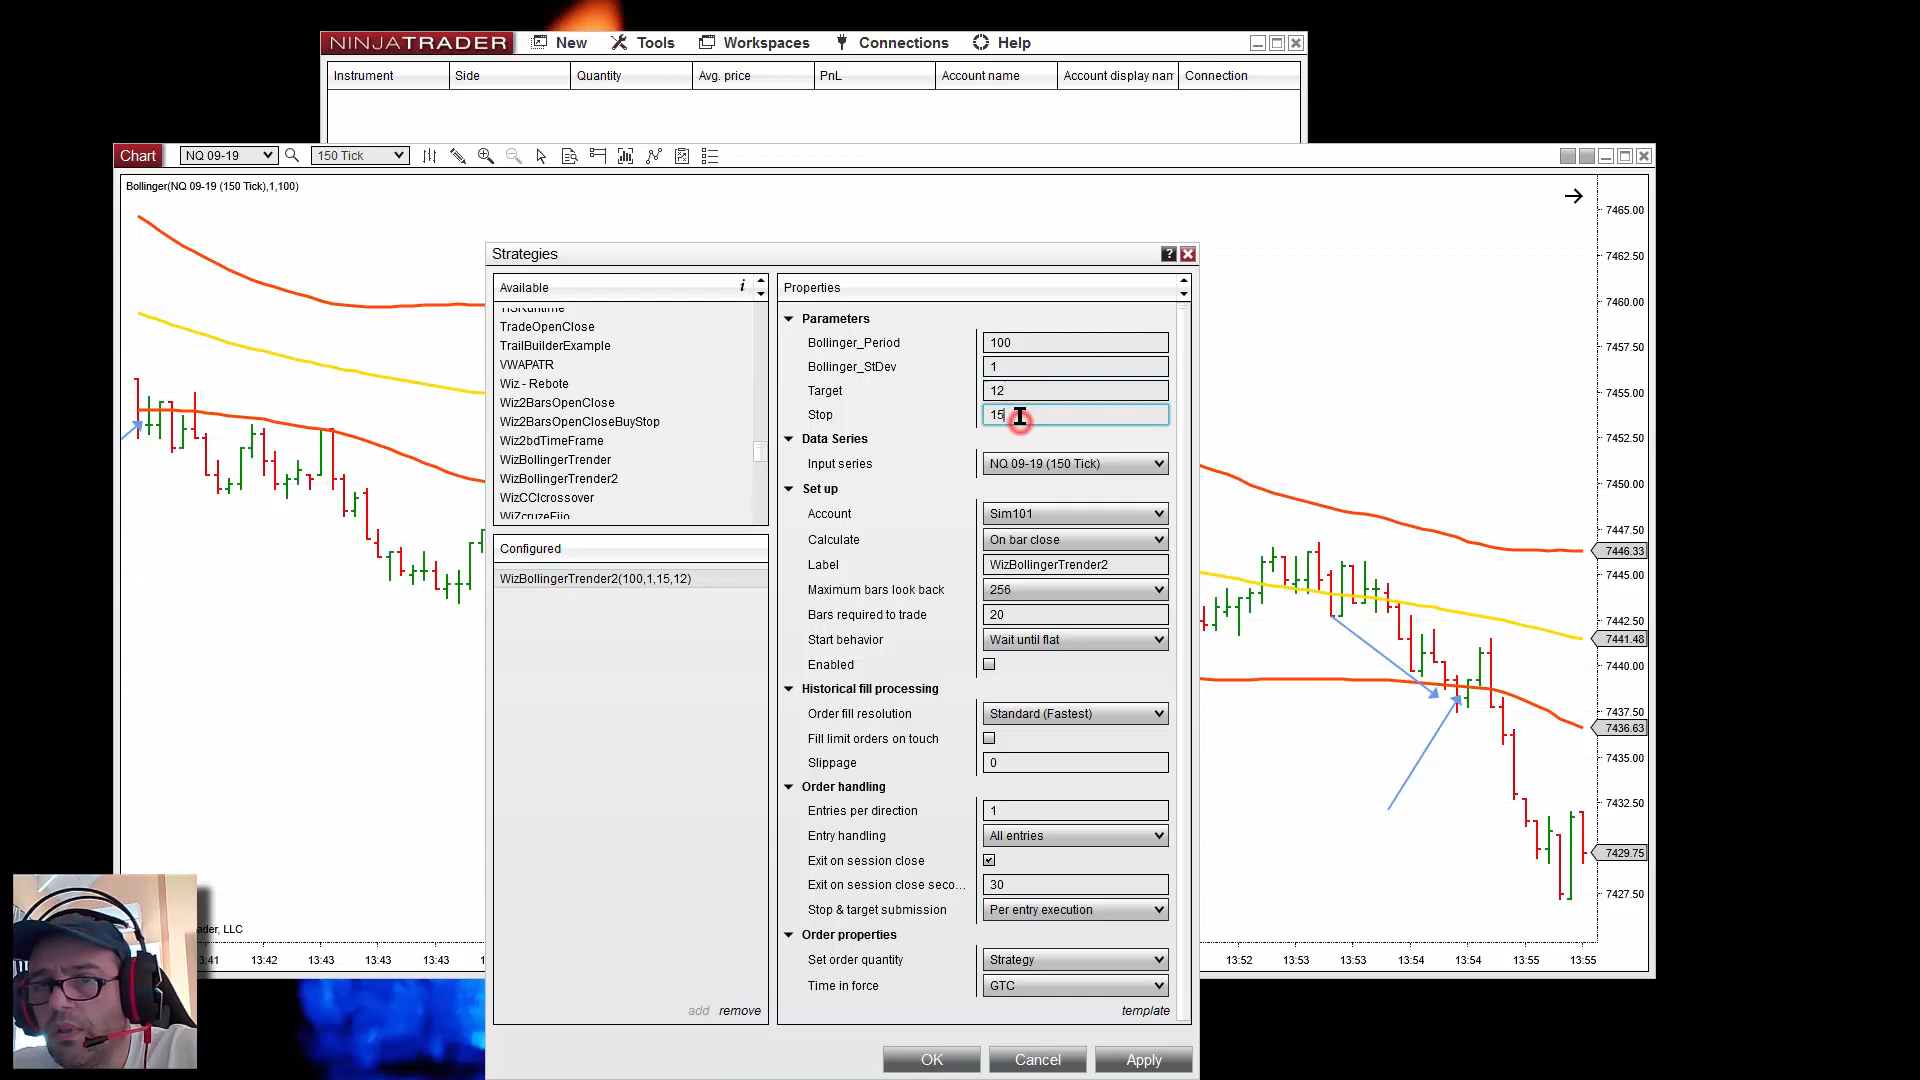 NINJATRADER New Tools Workspaces Connections Help
Instrument Side Quantity Avg. price PnL Account name Account display nam Connection
Chart NQ 09-19 150 Tick
Bollinger(NQ 09-19 (150 Tick),1,100)
Strategies ?
Available i
TradeOpenClose
TrailBuilderExample
VWAPATR
Wiz - Rebote
Wiz2BarsOpenClose
Wiz2BarsOpenCloseBuyStop
Wiz2bdTimeFrame
WizBollingerTrender
WizBollingerTrender2
WizCCIcrossover
WiZcruzeFijo
Configured
WizBollingerTrender2(100,1,15,12)
add remove
Properties
Parameters
Bollinger_Period 100
Bollinger_StDev 1
Target 12
Stop 15
Data Series
Input series NQ 09-19 (150 Tick)
Set up
Account Sim101
Calculate On bar close
Label WizBollingerTrender2
Maximum bars look back 256
Bars required to trade 20
Start behavior Wait until flat
Enabled
Historical fill processing
Order fill resolution Standard (Fastest)
Fill limit orders on touch
Slippage 0
Order handling
Entries per direction 1
Entry handling All entries
Exit on session close
Exit on session close seco... 30
Stop & target submission Per entry execution
Order properties
Set order quantity Strategy
Time in force GTC
template
OK Cancel Apply
7465.00
7462.50
7460.00
7457.50
7455.00
7452.50
7450.00
7447.50
7446.33
7445.00
7442.50
7441.48
7440.00
7437.50
7436.63
7435.00
7432.50
7429.75
7427.50
ader, LLC
:41 13:42 13:43 13:43 13:43 13:52 13:53 13:53 13:54 13:54 13:55 13:55